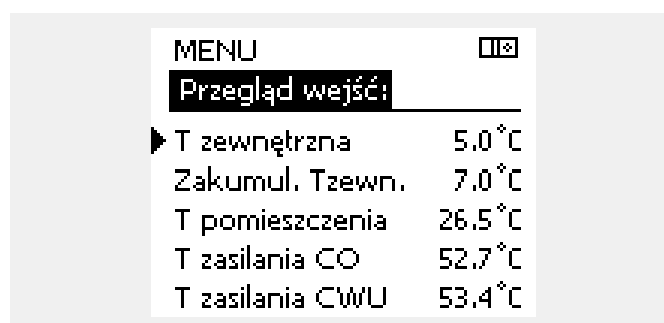 MENU
Przegląd wejść:
T zewnętrzna 5.0°C
Zakumul. Tzewn. 7.0°C
T pomieszczenia 26.5°C
T zasilania CO 52.7°C
T zasilania CWU 53.4°C